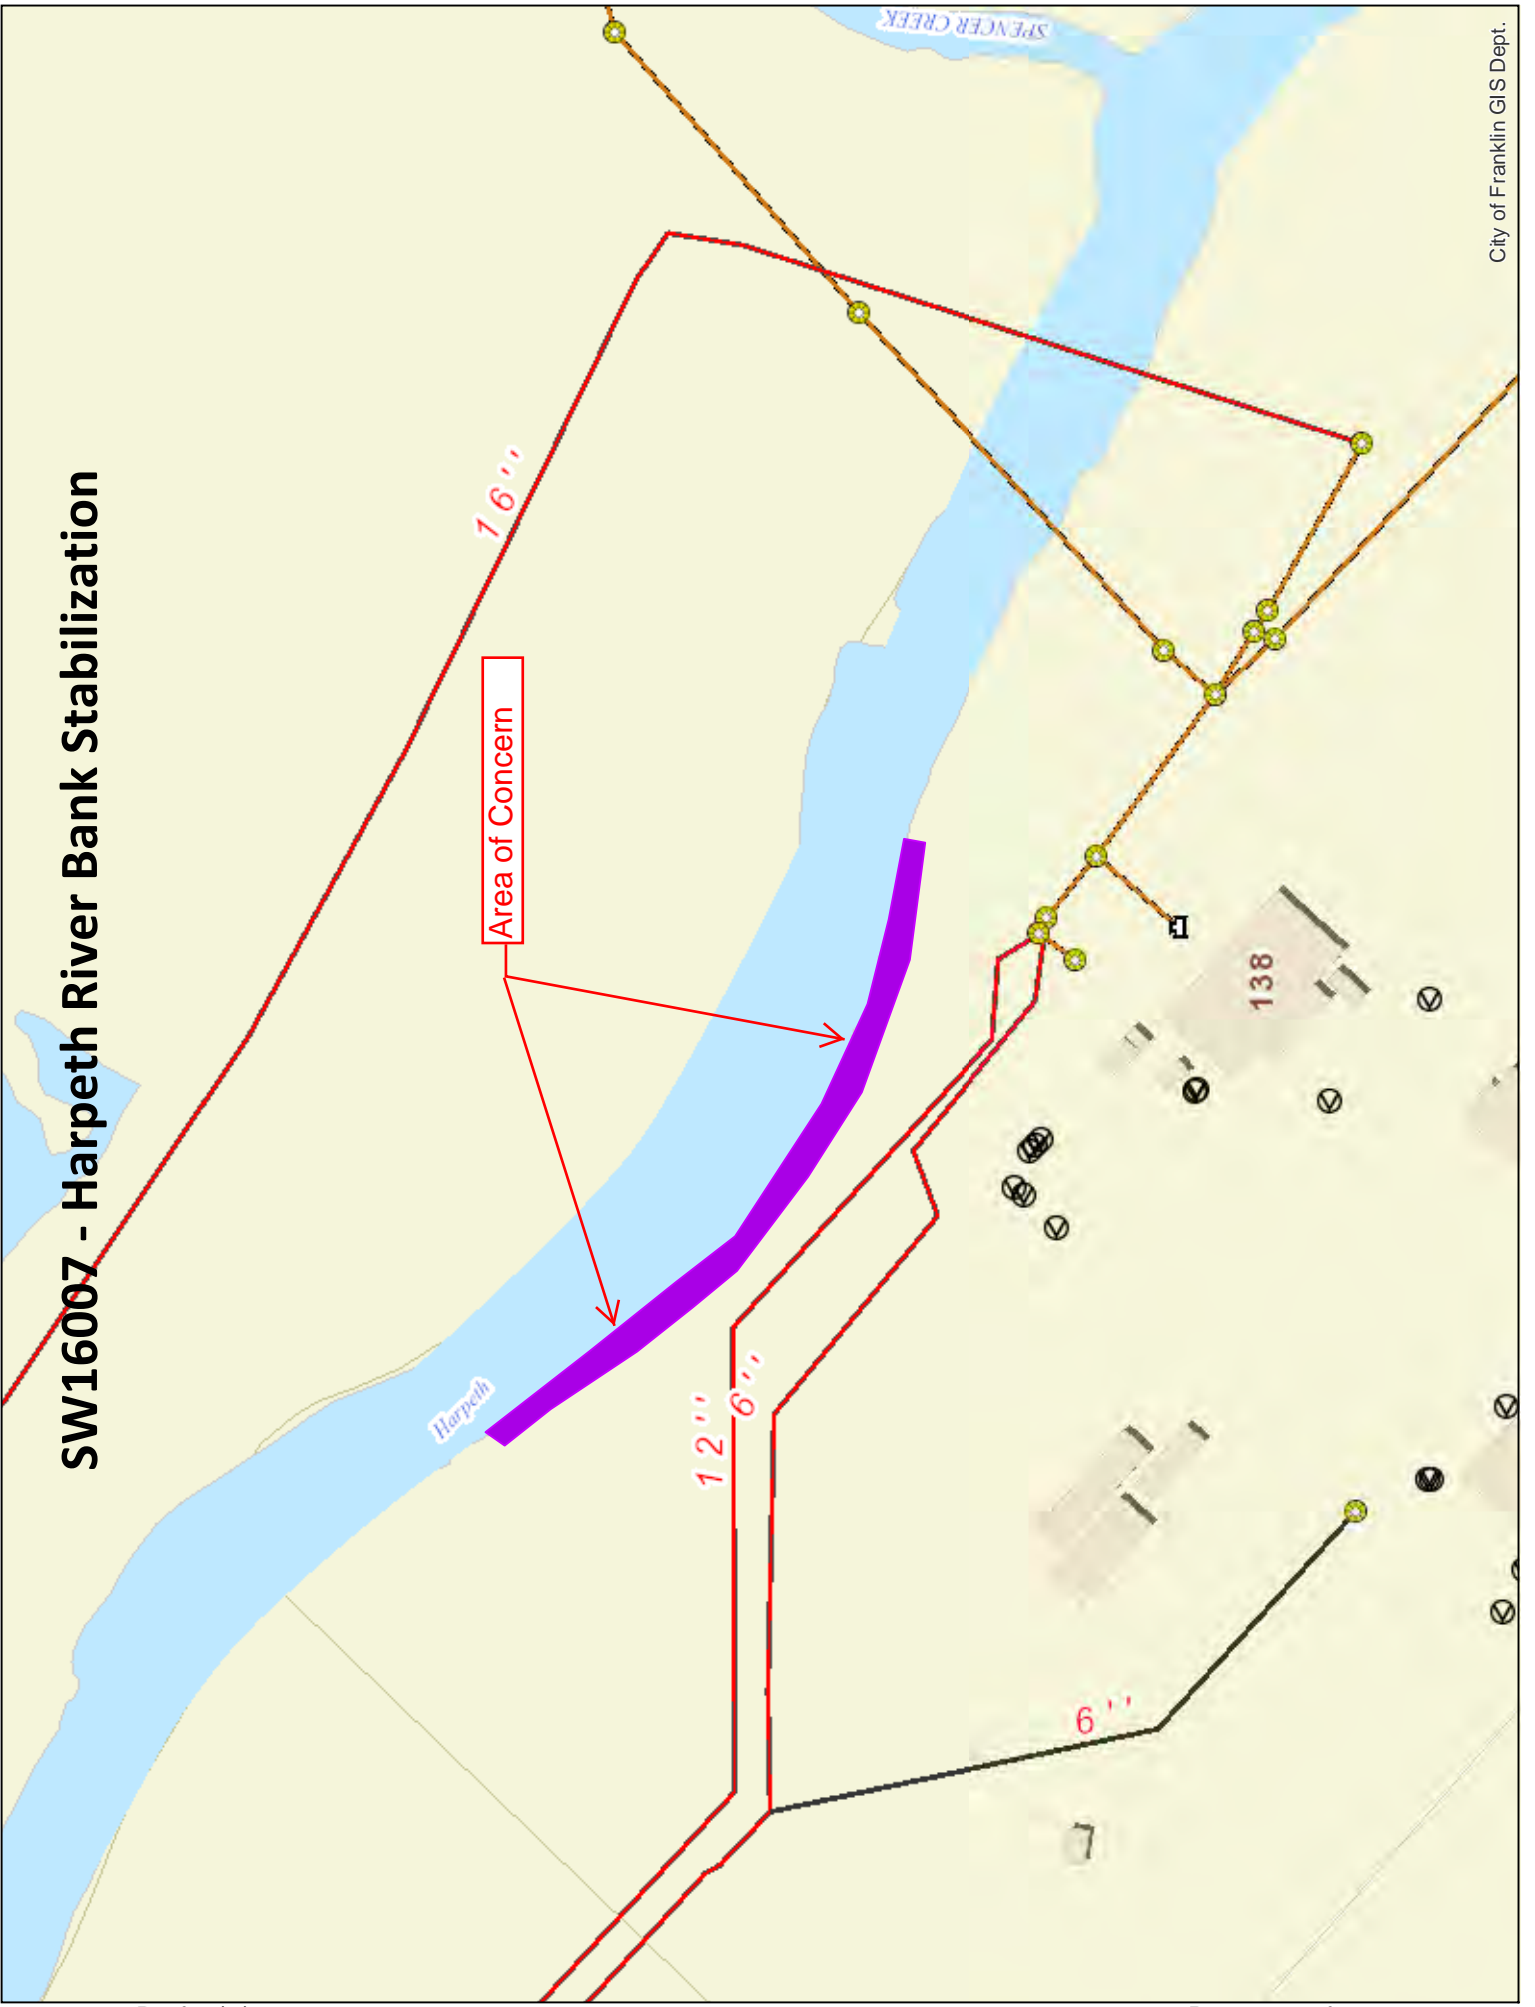 SW16007 - Harpeth River Bank Stabilization
16''
Area of Concern
SPENCER CREEK
Harpeth
12''
6''
6''
138
City of Franklin GIS Dept.